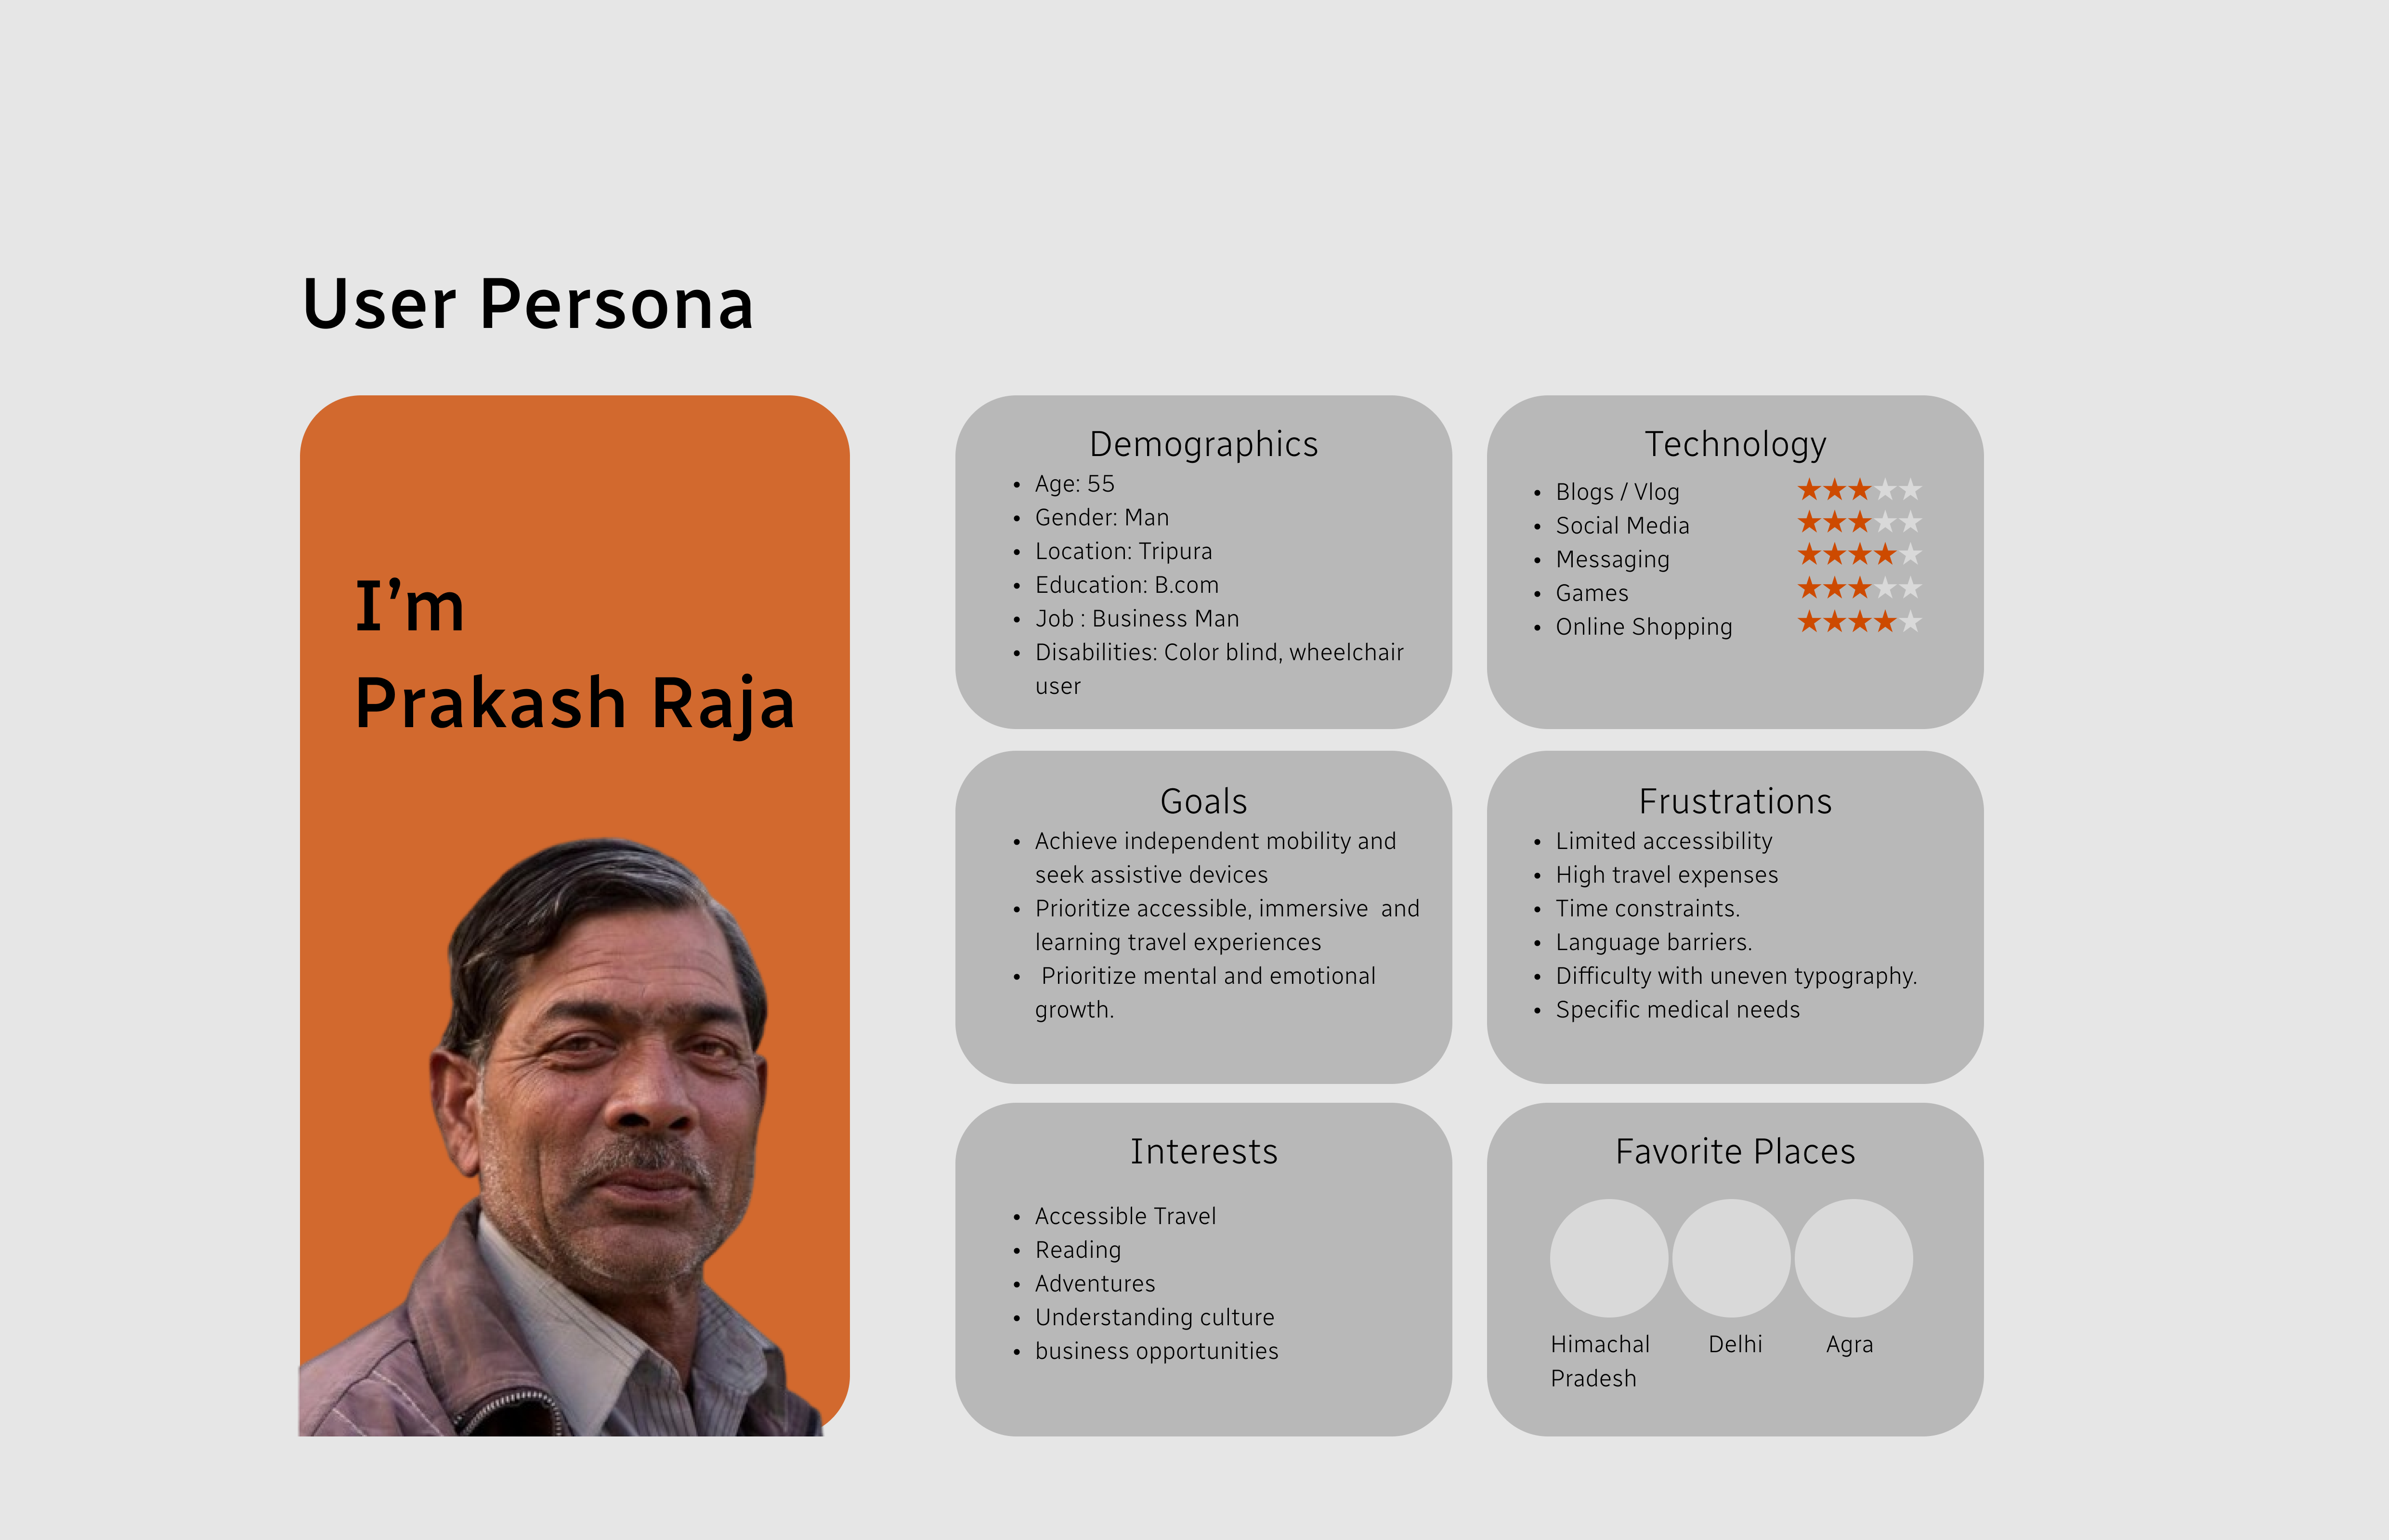 User Persona
I’m
Prakash Raja
Demographics
• Age: 55
• Gender: Man
• Location: Tripura
• Education: B.com
• Job : Business Man
• Disabilities: Color blind, wheelchair
user
Technology
• Blogs / Vlog
• Social Media
• Messaging
• Games
• Online Shopping
Goals
• Achieve independent mobility and
seek assistive devices
• Prioritize accessible, immersive  and
learning travel experiences
•  Prioritize mental and emotional
growth.
Frustrations
• Limited accessibility
• High travel expenses
• Time constraints.
• Language barriers.
• Difficulty with uneven typography.
• Specific medical needs
Interests
• Accessible Travel
• Reading
• Adventures
• Understanding culture
• business opportunities
Favorite Places
Himachal
Pradesh
Delhi
Agra